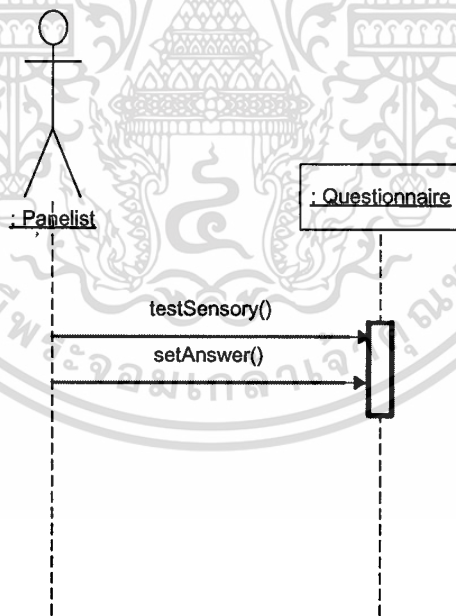 : Panelist
: Questionnaire
testSensory()
setAnswer()